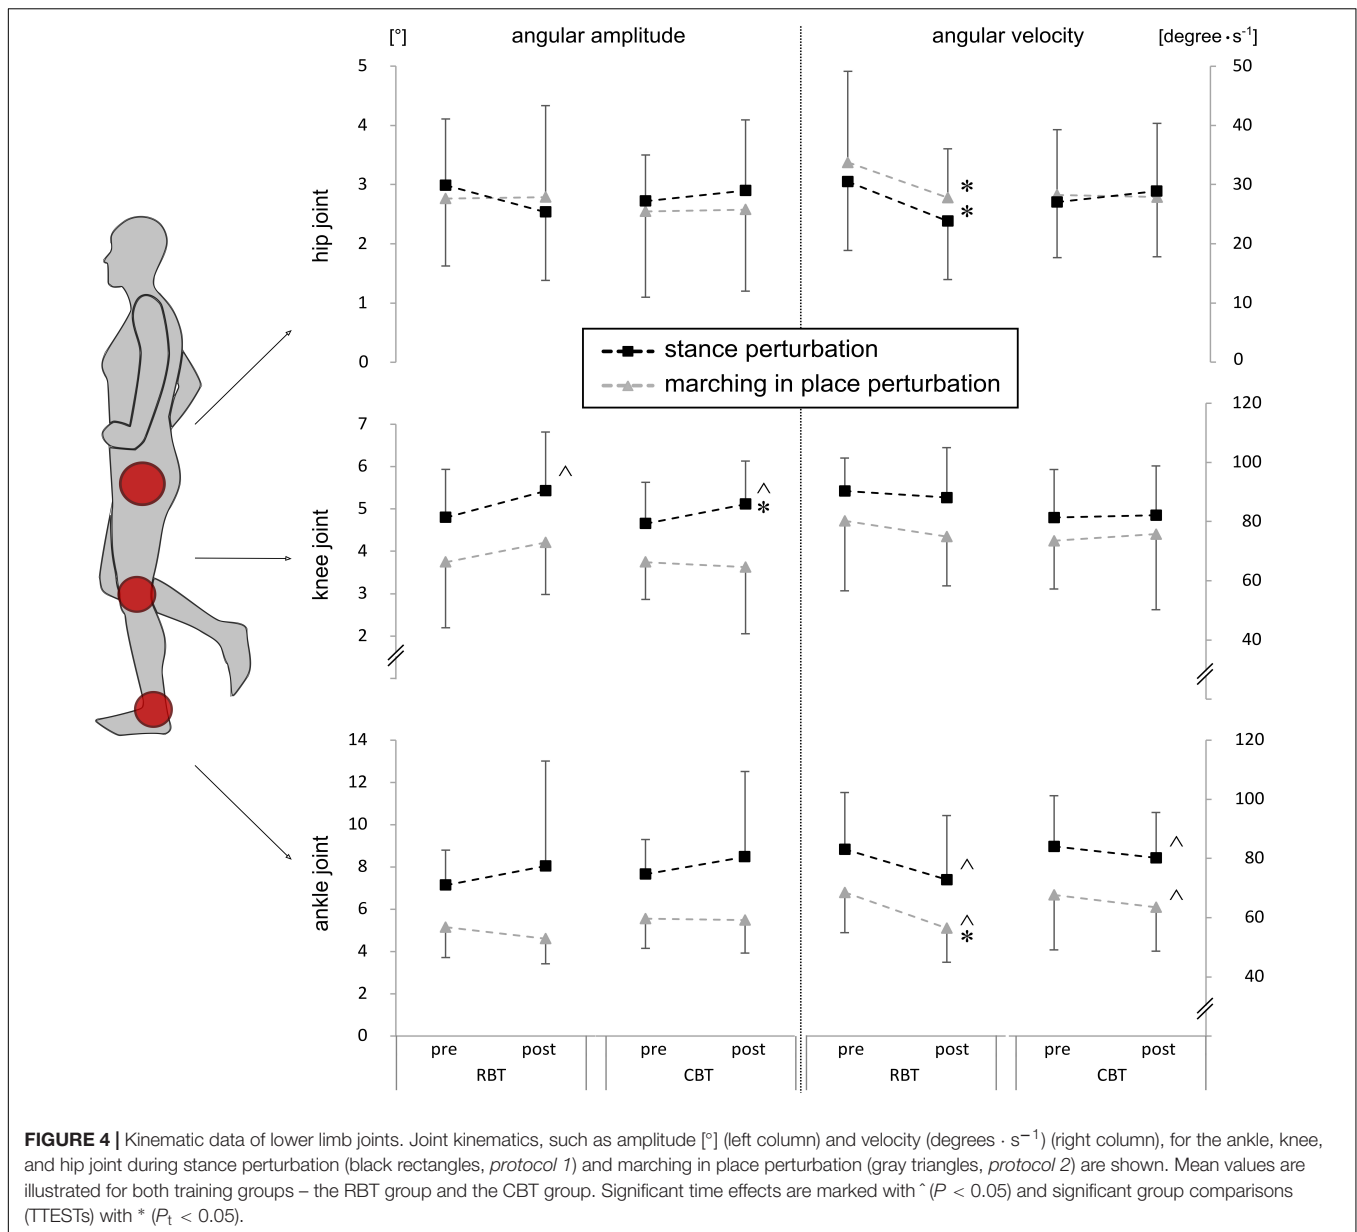 [°] angular amplitude angular velocity [degree · s⁻¹]
5 50
4 40
3 30
2 20
1 10
0 0
hip joint
* 
*
stance perturbation
marching in place perturbation
120
7
6 100
5 80
4
3 60
2 40
knee joint
^
^
*
14 120
12
10 100
8 80
6 60
4 40
2
0
ankle joint
^
^
*
^
^
pre post pre post pre post pre post
RBT CBT RBT CBT
FIGURE 4 | Kinematic data of lower limb joints. Joint kinematics, such as amplitude [°] (left column) and velocity (degrees · s⁻¹) (right column), for the ankle, knee,
and hip joint during stance perturbation (black rectangles, protocol 1) and marching in place perturbation (gray triangles, protocol 2) are shown. Mean values are
illustrated for both training groups – the RBT group and the CBT group. Significant time effects are marked with ^ (P < 0.05) and significant group comparisons
(TTESTs) with * (Pt < 0.05).